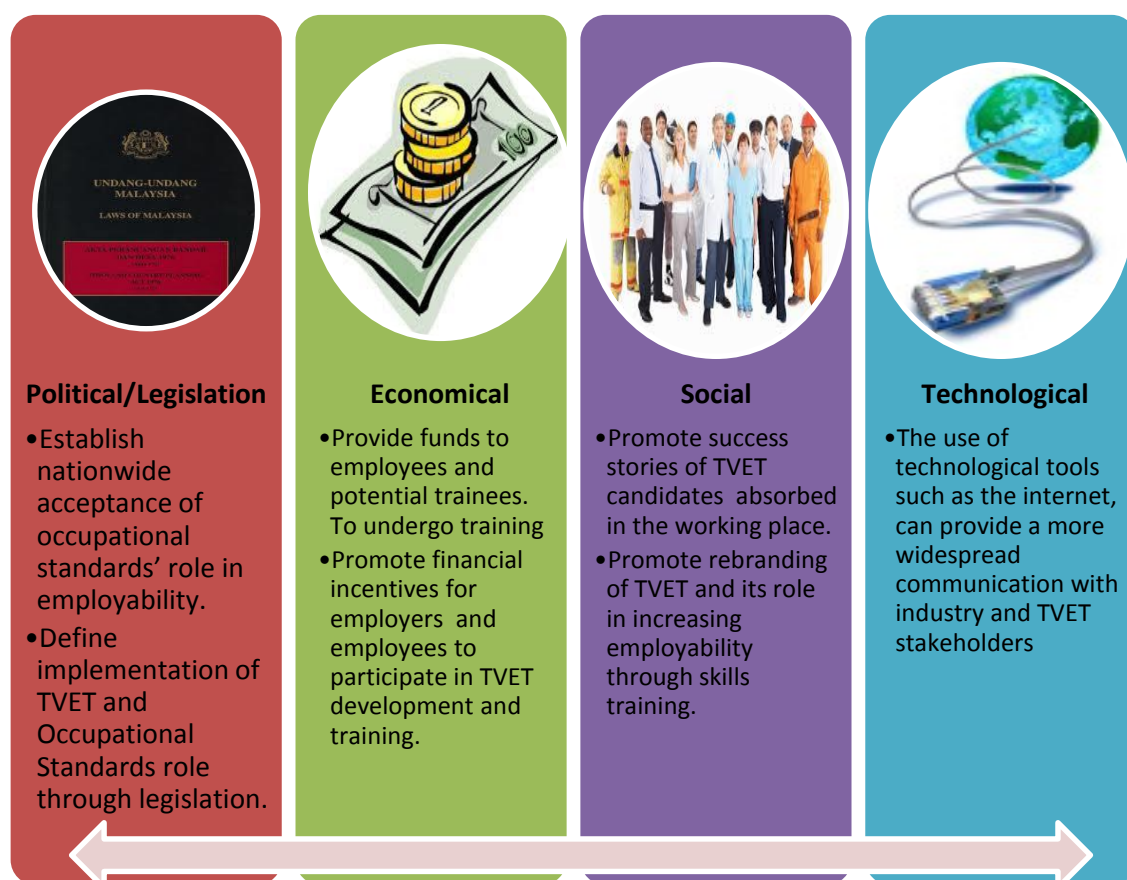 UNDANG-UNDANG
MALAYSIA
LAWS OF MALAYSIA
100
Political/Legislation
•Establish
nationwide
acceptance of
occupational
standards’ role in
employability.
•Define
implementation of
TVET and
Occupational
Standards role
through legislation.
Economical
•Provide funds to
employees and
potential trainees.
To undergo training
•Promote financial
incentives for
employers and
employees to
participate in TVET
development and
training.
Social
•Promote success
stories of TVET
candidates absorbed
in the working place.
•Promote rebranding
of TVET and its role
in increasing
employability
through skills
training.
Technological
•The use of
technological tools
such as the internet,
can provide a more
widespread
communication with
industry and TVET
stakeholders